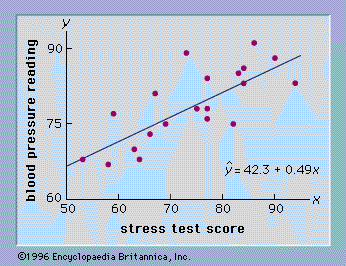 y
90
75
60
blood pressure reading
ŷ = 42.3 + 0.49x
50 60 70 80 90 x
stress test score
©1996 Encyclopaedia Britannica, Inc.